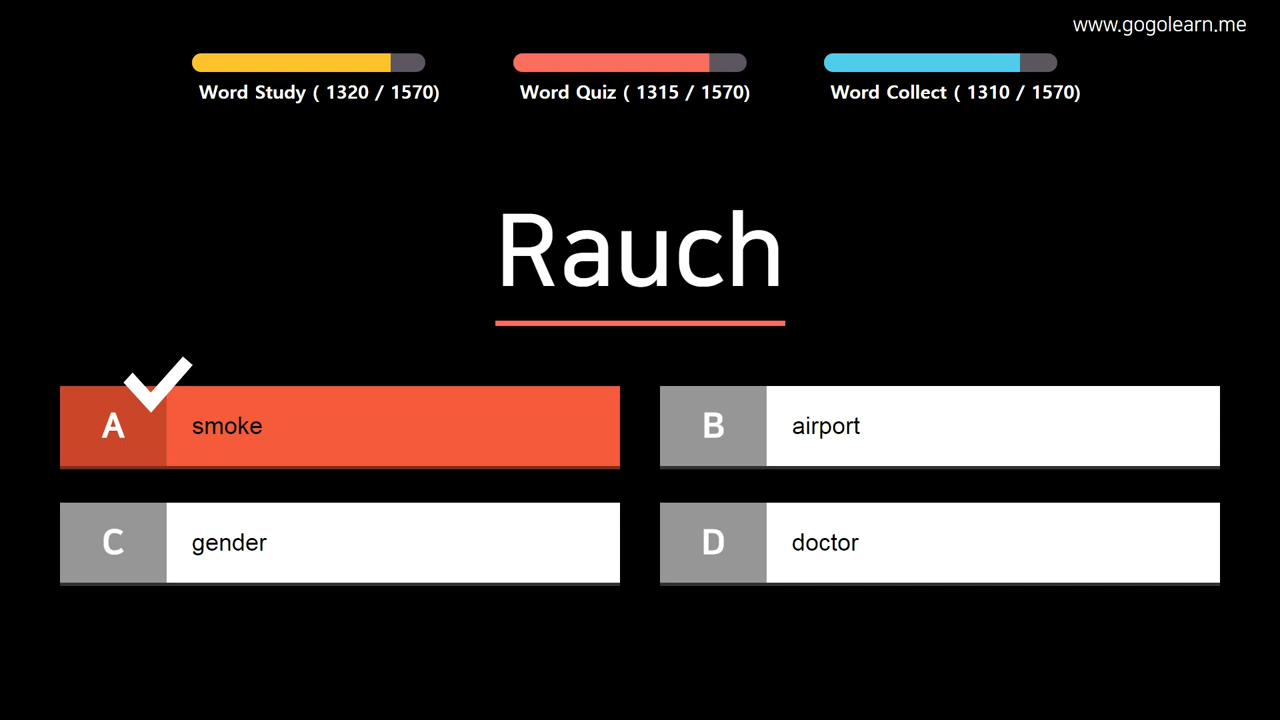 www.gogolearn.me
Word Study ( 1320 / 1570)
Word Quiz ( 1315 / 1570)
Word Collect ( 1310 / 1570)
Rauch
A smoke
B airport
C gender
D doctor